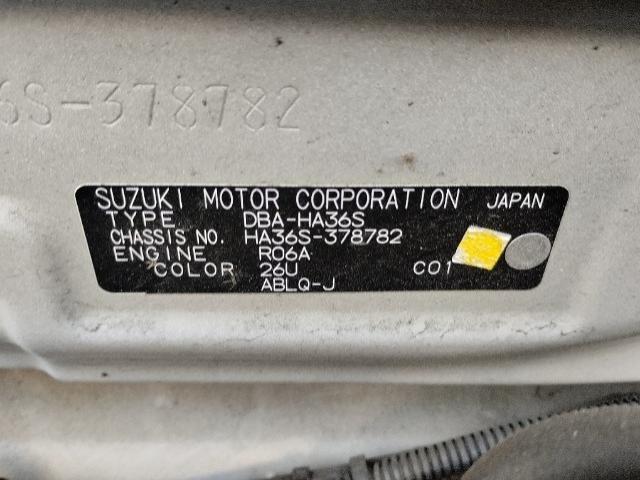 6S-378782
SUZUKI MOTOR CORPORATION JAPAN
TYPE DBA-HA36S
CHASSIS NO. HA36S-378782
ENGINE R06A
COLOR 26U C01
ABLQ-J